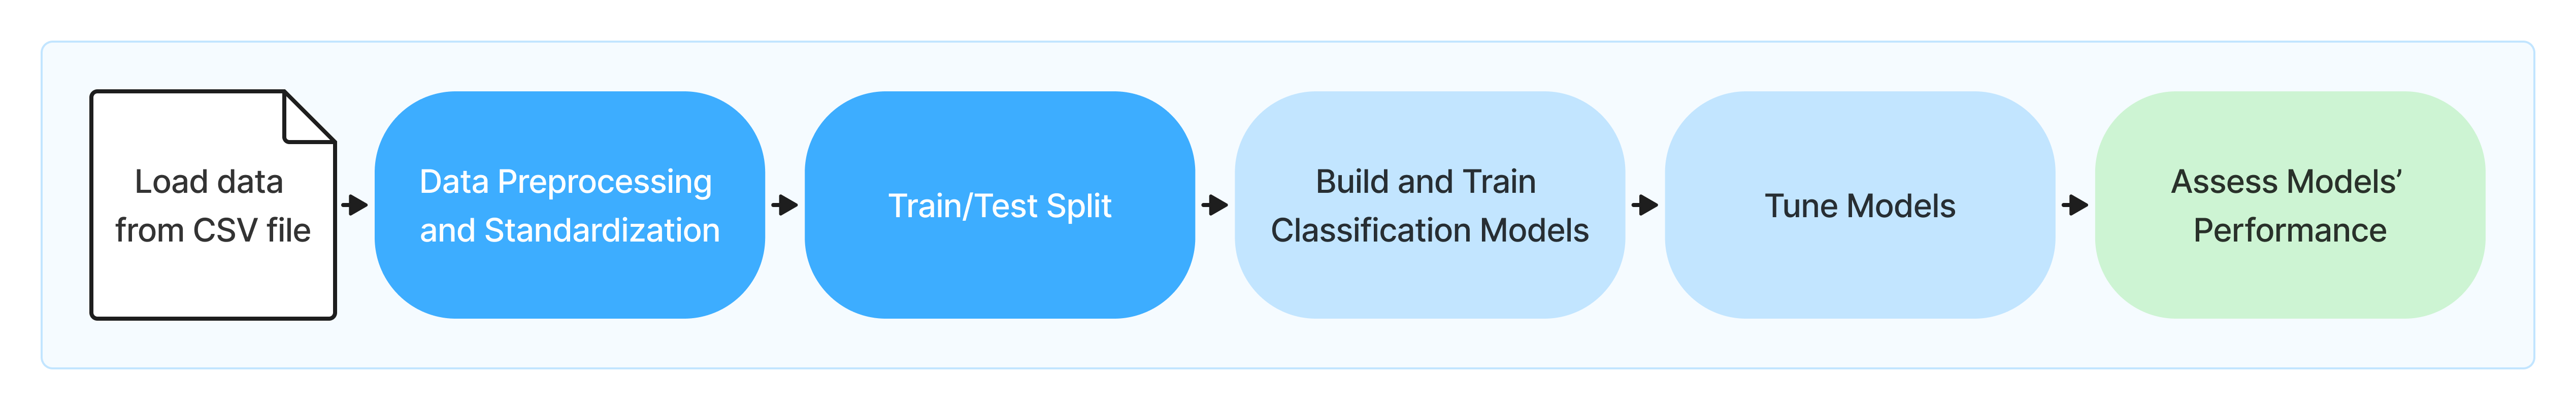 Load data
from CSV file
Data Preprocessing
and Standardization
Train/Test Split
Build and Train
Classification Models
Tune Models
Assess Models’
Performance